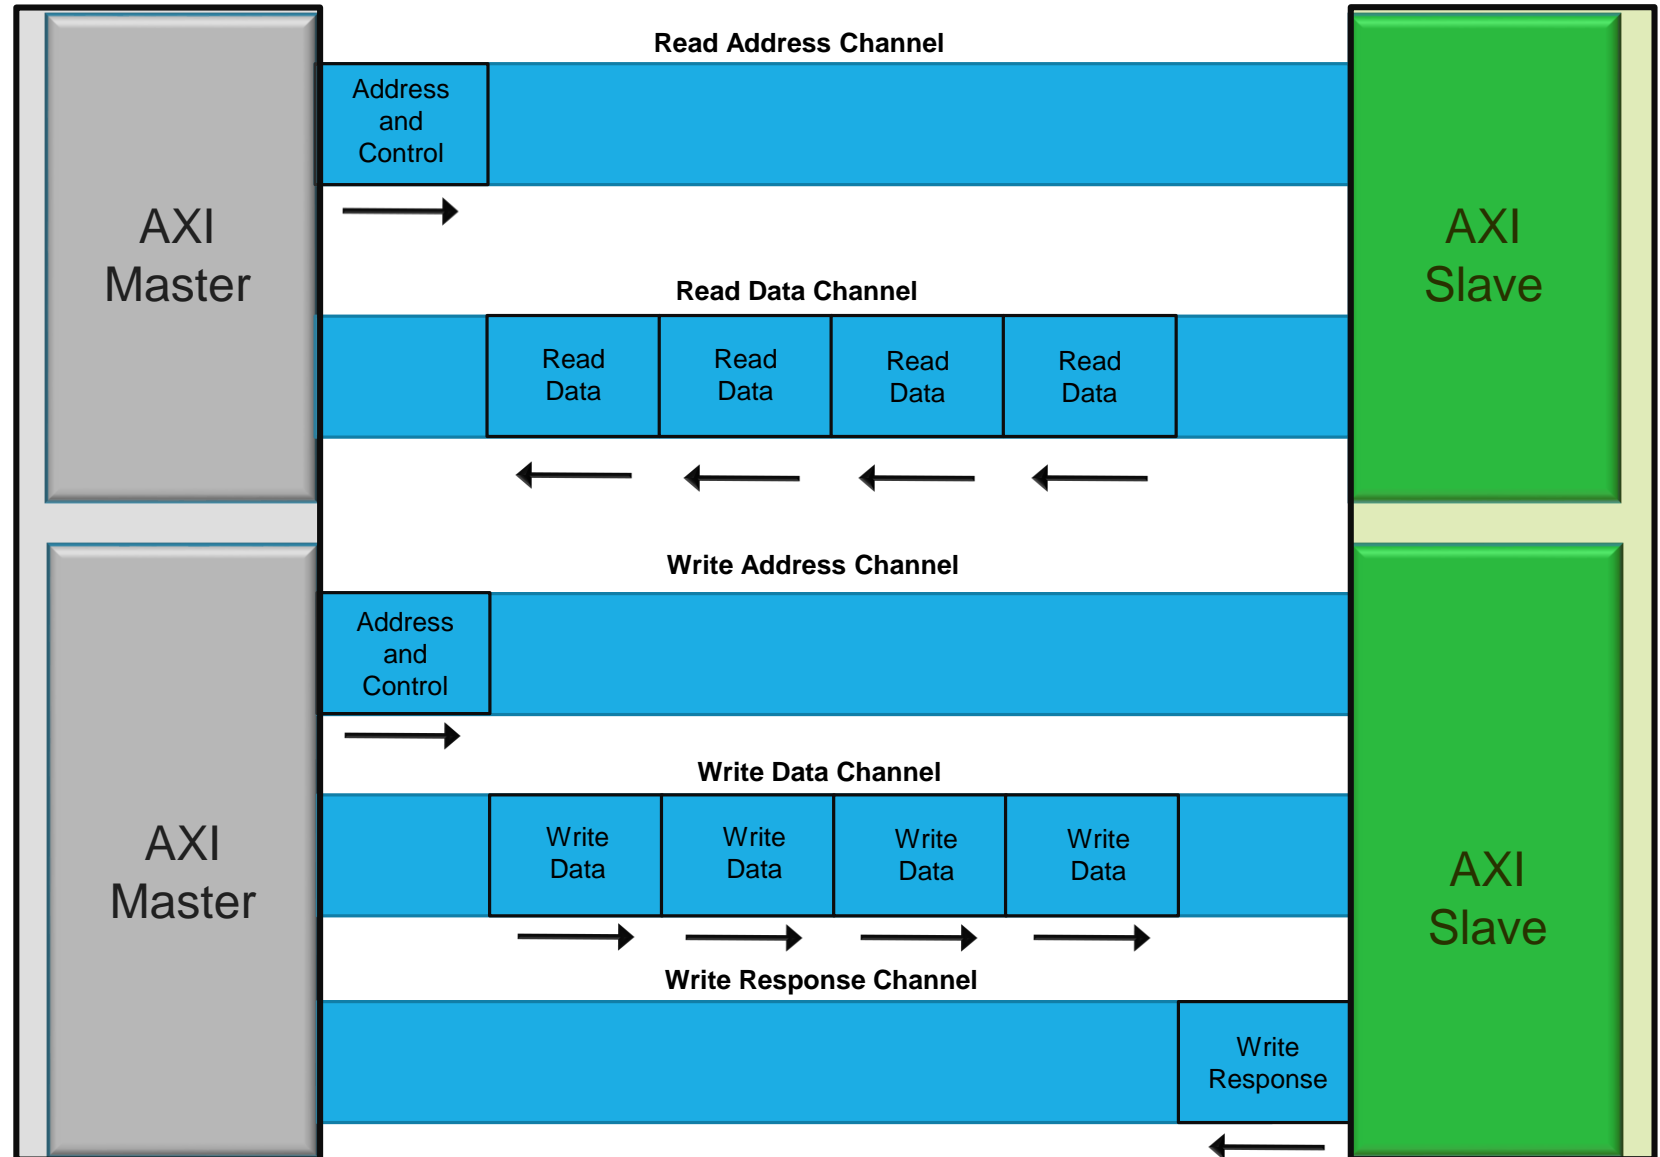 Read Address Channel
Address
and
Control
AXI
Master
AXI
Slave
Read Data Channel
Read
Data
Read
Data
Read
Data
Read
Data
Write Address Channel
Address
and
Control
Write Data Channel
Write
Data
Write
Data
Write
Data
Write
Data
AXI
Master
AXI
Slave
Write Response Channel
Write
Response